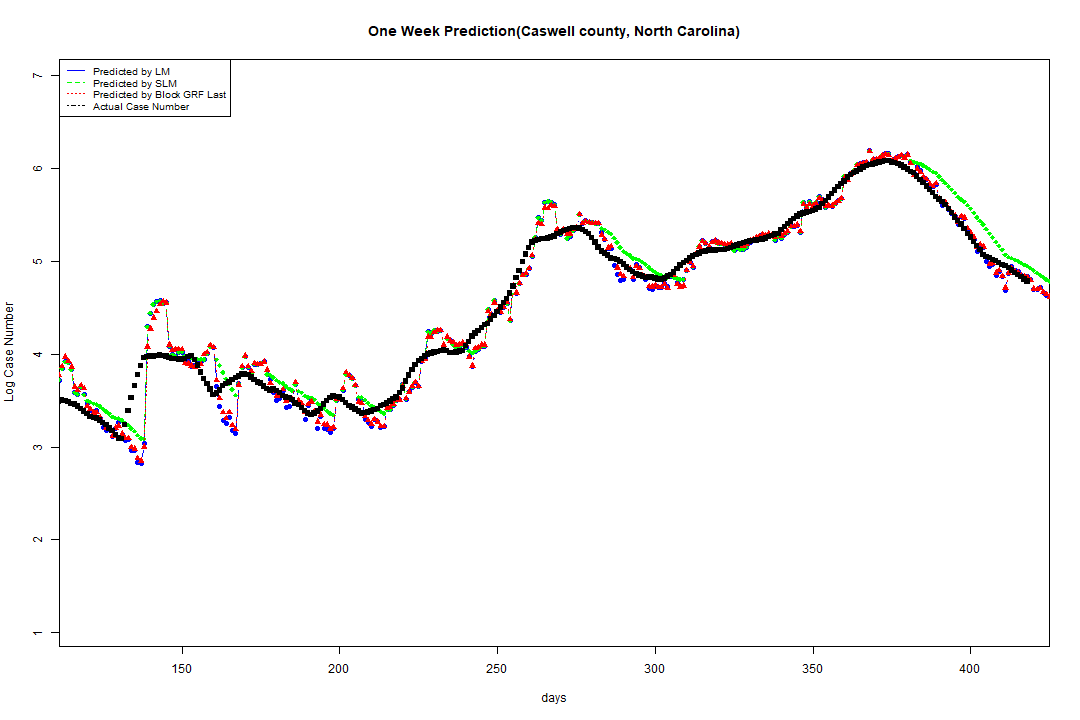 One Week Prediction(Caswell county, North Carolina)
Predicted by LM
Predicted by SLM
Predicted by Block GRF Last
Actual Case Number
7
6
5
4
3
2
1
Log Case Number
150 200 250 300 350 400
days